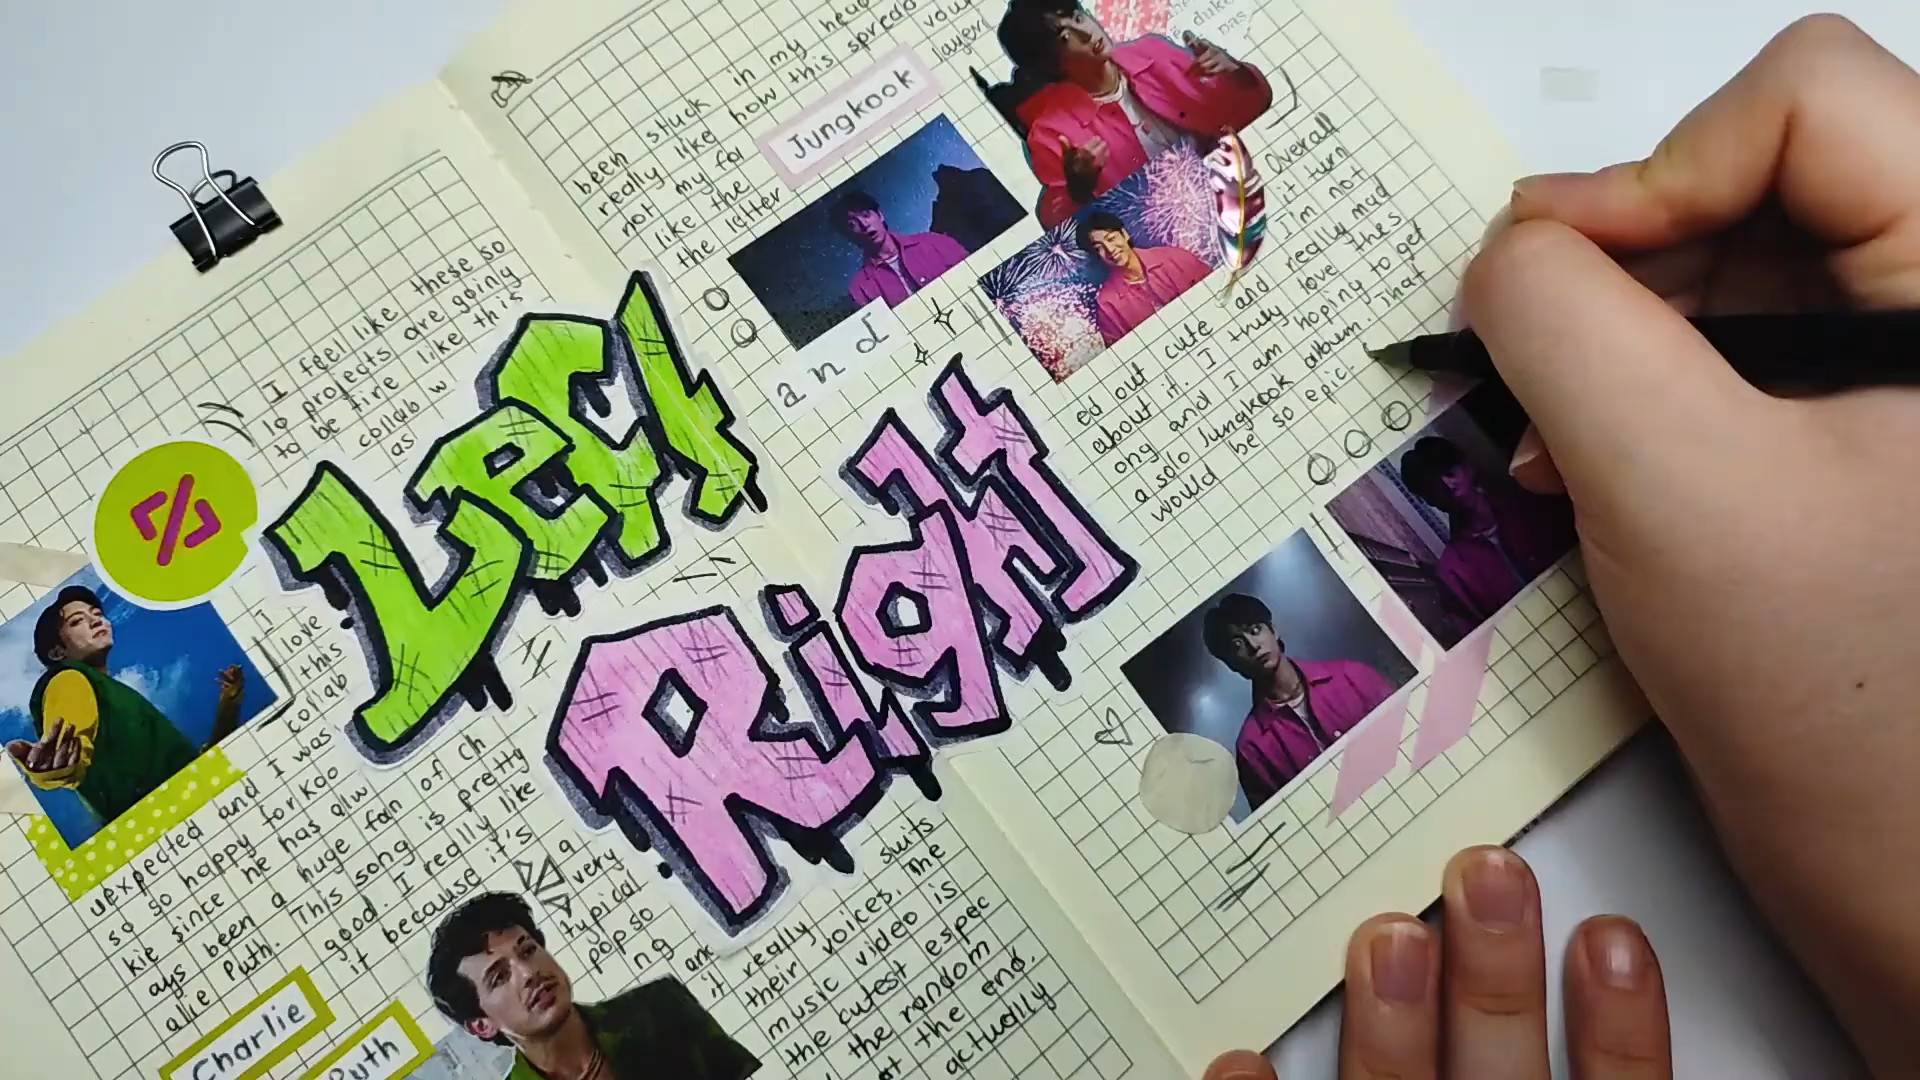 I feel like these so
lo projects are going
to be fire like this
collab w
as
Left
I
love
this
collab
unexpected and I was
so so happy for Koo
kie since he has alw
ays been a huge fan of Ch
alie Puth. This song is pretty
good. I really like
it because it's
a
very
typical
pop so
ng
Charlie
Puth
Right
it really suits
their voices. The
music video is
the cutest espec
the random
at the end.
actually
been stuck in my head
really like how this spread
not my fa
like the
the latter
layer
Jungkook
and
Overall
it turn
ed out cute and I'm not
about it. I truly really mad
ong and I am love the s
a solo Jungkook hoping to get
would be so epic. album. That